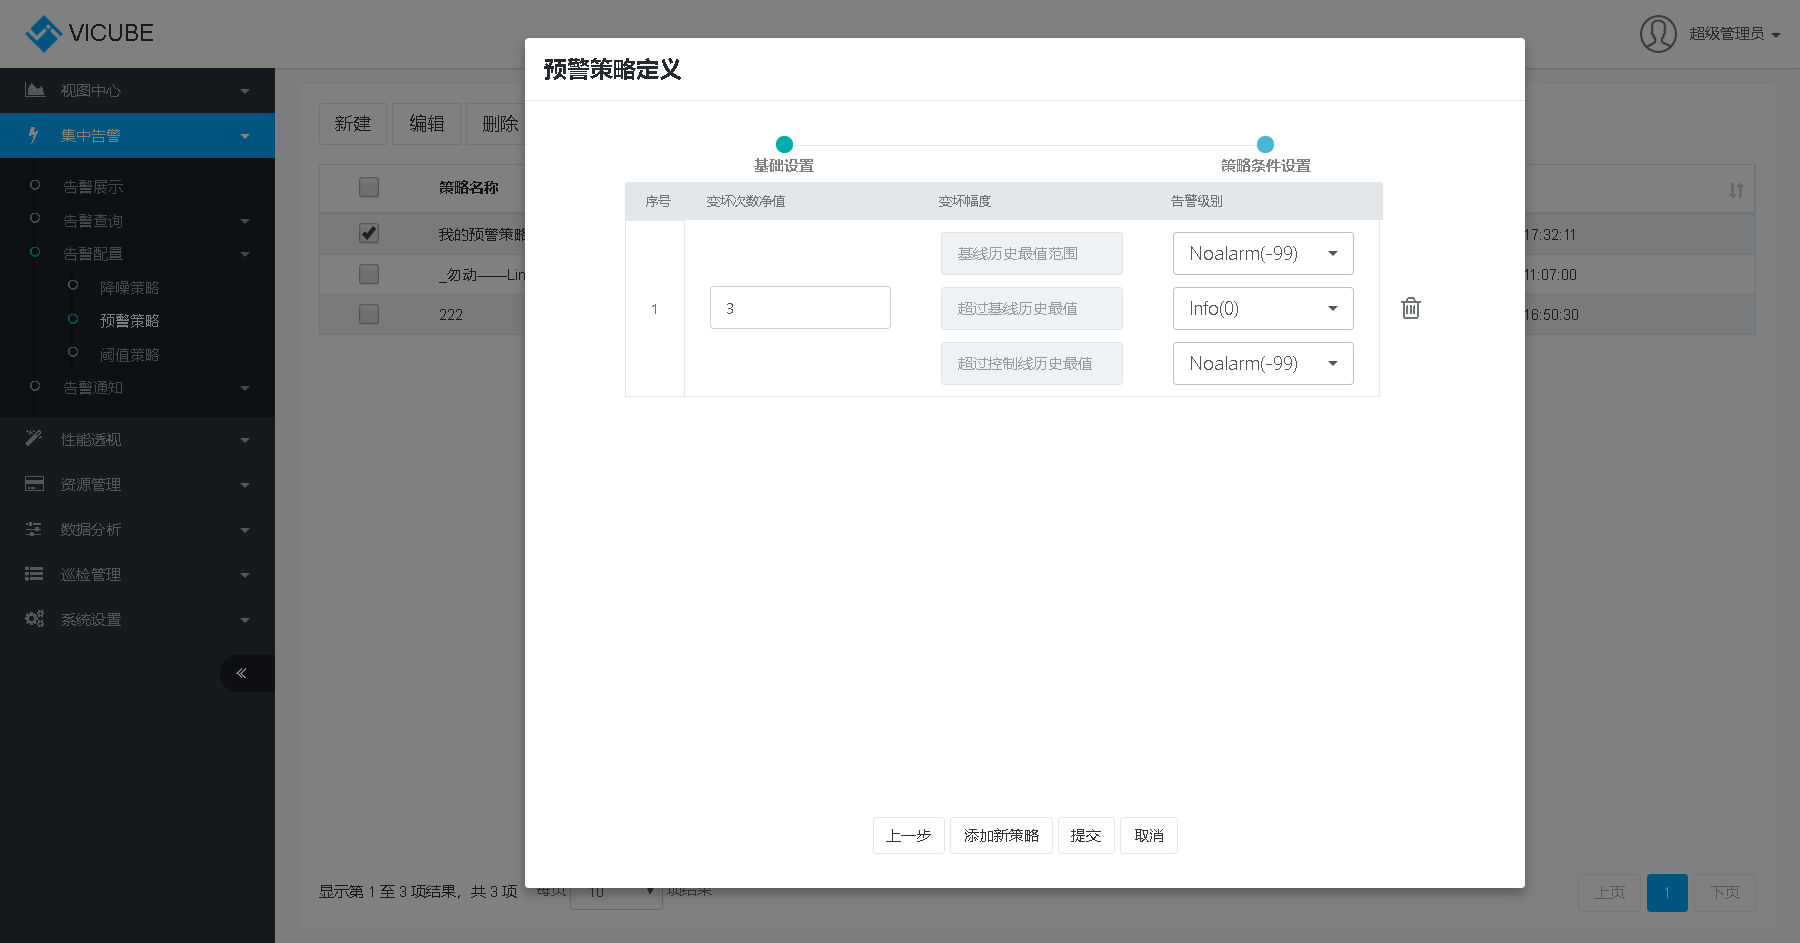 VICUBE
超级管理员
视图中心
集中告警
告警展示
告警查询
告警配置
降噪策略
预警策略
阈值策略
告警通知
性能透视
资源管理
数据分析
巡检管理
系统设置
新建 编辑 删除
策略名称
我的预警策略 17:32:11
_勿动——Lin 11:07:00
222 16:50:30
预警策略定义
基础设置 策略条件设置
序号 变坏次数净值 变坏幅度 告警级别
基线历史最值范围 Noalarm(-99)
1 3 超过基线历史最值 Info(0)
超过控制线历史最值 Noalarm(-99)
上一步 添加新策略 提交 取消
显示第 1 至 3 项结果，共 3 项 每页 10 项结果
上页 1 下页